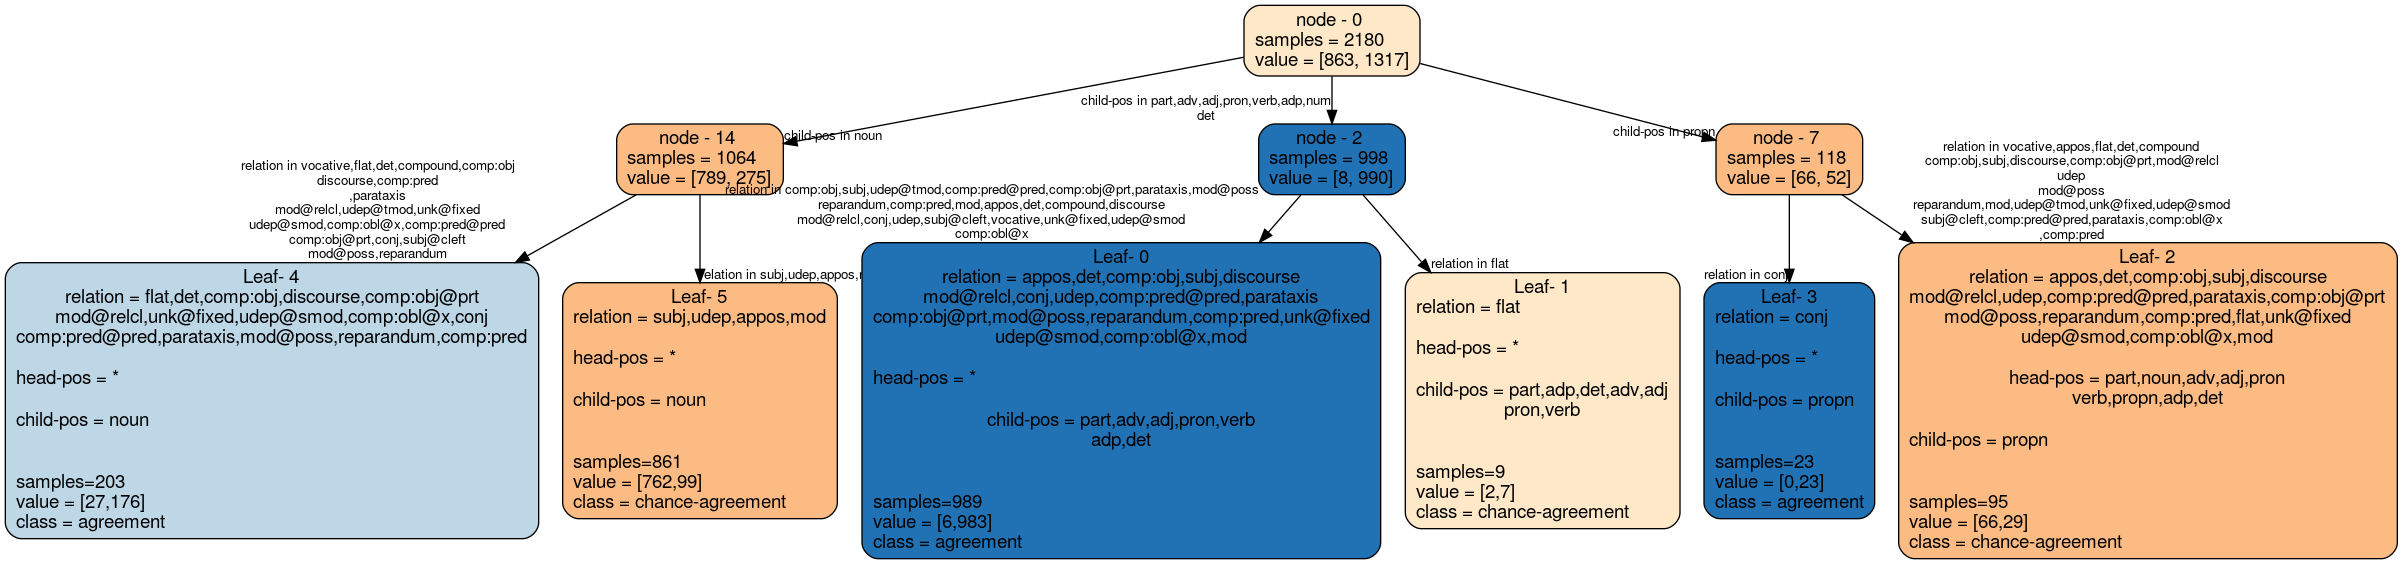 node - 0
samples = 2180
value = [863, 1317]
child-pos in noun
child-pos in part,adv,adj,pron,verb,adp,num
det
child-pos in propn
node - 14
samples = 1064
value = [789, 275]
node - 2
samples = 998
value = [8, 990]
node - 7
samples = 118
value = [66, 52]
relation in vocative,flat,det,compound,comp:obj
discourse,comp:pred
,parataxis
mod@relcl,udep@tmod,unk@fixed
udep@smod,comp:obl@x,comp:pred@pred
comp:obj@prt,conj,subj@cleft
mod@poss,reparandum
relation in subj,udep,appos,
relation in comp:obj,subj,udep@tmod,comp:pred@pred,comp:obj@prt,parataxis,mod@poss
reparandum,comp:pred,mod,appos,det,compound,discourse
mod@relcl,conj,udep,subj@cleft,vocative,unk@fixed,udep@smod
comp:obl@x
relation in flat
relation in conj
relation in vocative,appos,flat,det,compound
comp:obj,subj,discourse,comp:obj@prt,mod@relcl
udep
mod@poss
reparandum,mod,udep@tmod,unk@fixed,udep@smod
subj@cleft,comp:pred@pred,parataxis,comp:obl@x
,comp:pred
Leaf- 4
relation = flat,det,comp:obj,discourse,comp:obj@prt
mod@relcl,unk@fixed,udep@smod,comp:obl@x,conj
comp:pred@pred,parataxis,mod@poss,reparandum,comp:pred
head-pos = *
child-pos = noun
samples=203
value = [27,176]
class = agreement
Leaf- 5
relation = subj,udep,appos,mod
head-pos = *
child-pos = noun
samples=861
value = [762,99]
class = chance-agreement
Leaf- 0
relation = appos,det,comp:obj,subj,discourse
mod@relcl,conj,udep,comp:pred@pred,parataxis
comp:obj@prt,mod@poss,reparandum,comp:pred,unk@fixed
udep@smod,comp:obl@x,mod
head-pos = *
child-pos = part,adv,adj,pron,verb
adp,det
samples=989
value = [6,983]
class = agreement
Leaf- 1
relation = flat
head-pos = *
child-pos = part,adp,det,adv,adj
pron,verb
samples=9
value = [2,7]
class = chance-agreement
Leaf- 3
relation = conj
head-pos = *
child-pos = propn
samples=23
value = [0,23]
class = agreement
Leaf- 2
relation = appos,det,comp:obj,subj,discourse
mod@relcl,udep,comp:pred@pred,parataxis,comp:obj@prt
mod@poss,reparandum,comp:pred,flat,unk@fixed
udep@smod,comp:obl@x,mod
head-pos = part,noun,adv,adj,pron
verb,propn,adp,det
child-pos = propn
samples=95
value = [66,29]
class = chance-agreement